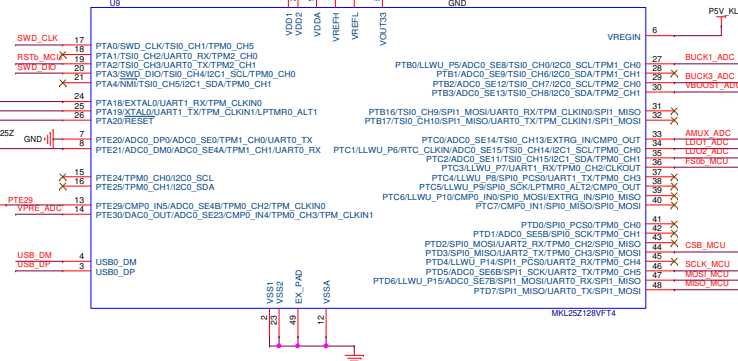 U9
GND
VDD1
VDD2
VDDA
VREFH
VREFL
VOUT33
P5V_KL
6
VREGIN
SWD_CLK
17
PTA0/SWD_CLK/TSI0_CH1/TPM0_CH5
18
PTA1/TSI0_CH2/UART0_RX/TPM2_CH0
RSTb_MCU
19
PTA2/TSI0_CH3/UART0_TX/TPM2_CH1
SWD_DIO
20
PTA3/SWD_DIO/TSI0_CH4/I2C1_SCL/TPM0_CH0
21
PTA4/NMI/TSI0_CH5/I2C1_SDA/TPM0_CH1
24
PTA18/EXTAL0/UART1_RX/TPM_CLKIN0
25
PTA19/XTAL0/UART1_TX/TPM_CLKIN1/LPTMR0_ALT1
26
PTA20/RESET
25Z
GND
7
PTE20/ADC0_DP0/ADC0_SE0/TPM1_CH0/UART0_TX
8
PTE21/ADC0_DM0/ADC0_SE4A/TPM1_CH1/UART0_RX
15
PTE24/TPM0_CH0/I2C0_SCL
16
PTE25/TPM0_CH1/I2C0_SDA
PTE29
13
PTE29/CMP0_IN5/ADC0_SE4B/TPM0_CH2/TPM_CLKIN0
VPRE_ADC
14
PTE30/DAC0_OUT/ADC0_SE23/CMP0_IN4/TPM0_CH3/TPM_CLKIN1
USB_DM
4
USB0_DM
USB_DP
3
USB0_DP
PTB0/LLWU_P5/ADC0_SE8/TSI0_CH0/I2C0_SCL/TPM1_CH0
27
BUCK1_ADC
PTB1/ADC0_SE9/TSI0_CH6/I2C0_SDA/TPM1_CH1
28
PTB2/ADC0_SE12/TSI0_CH7/I2C0_SCL/TPM2_CH0
29
BUCK3_ADC
PTB3/ADC0_SE13/TSI0_CH8/I2C0_SDA/TPM2_CH1
30
VBOOST_ADC
PTB16/TSI0_CH9/SPI1_MOSI/UART0_RX/TPM_CLKIN0/SPI1_MISO
31
PTB17/TSI0_CH10/SPI1_MISO/UART0_TX/TPM_CLKIN1/SPI1_MOSI
32
PTC0/ADC0_SE14/TSI0_CH13/EXTRG_IN/CMP0_OUT
33
AMUX_ADC
PTC1/LLWU_P6/RTC_CLKIN/ADC0_SE15/TSI0_CH14/I2C1_SCL/TPM0_CH0
34
LDO1_ADC
PTC2/ADC0_SE11/TSI0_CH15/I2C1_SDA/TPM0_CH1
35
LDO2_ADC
PTC3/LLWU_P7/UART1_RX/TPM0_CH2/CLKOUT
36
FS0b_MCU
PTC4/LLWU_P8/SPI0_PCS0/UART1_TX/TPM0_CH3
37
PTC5/LLWU_P9/SPI0_SCK/LPTMR0_ALT2/CMP0_OUT
38
PTC6/LLWU_P10/CMP0_IN0/SPI0_MOSI/EXTRG_IN/SPI0_MISO
39
PTC7/CMP0_IN1/SPI0_MISO/SPI0_MOSI
40
PTD0/SPI0_PCS0/TPM0_CH0
41
PTD1/ADC0_SE5B/SPI0_SCK/TPM0_CH1
42
PTD2/SPI0_MOSI/UART2_RX/TPM0_CH2/SPI0_MISO
43
PTD3/SPI0_MISO/UART2_TX/TPM0_CH3/SPI0_MOSI
44
CSB_MCU
PTD4/LLWU_P14/SPI1_PCS0/UART2_RX/TPM0_CH4
45
PTD5/ADC0_SE6B/SPI1_SCK/UART2_TX/TPM0_CH5
46
SCLK_MCU
PTD6/LLWU_P15/ADC0_SE7B/SPI1_MOSI/UART0_RX/SPI1_MISO
47
MOSI_MCU
PTD7/SPI1_MISO/UART0_TX/SPI1_MOSI
48
MISO_MCU
VSS1
VSS2
EX_PAD
VSSA
2
23
49
12
MKL25Z128VFT4